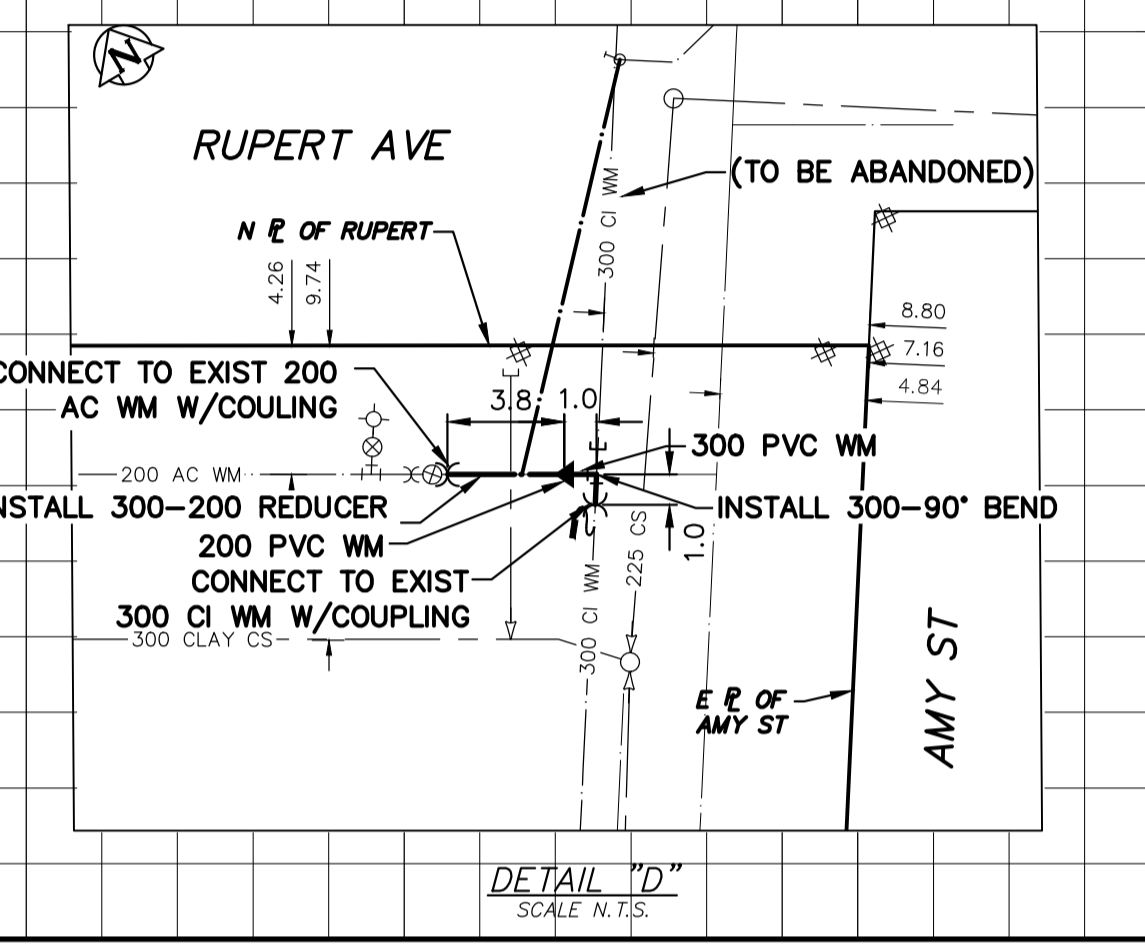 N
RUPERT AVE
(TO BE ABANDONED)
300 CI WM
N ⅊ OF RUPERT
4.26
9.74
8.80
7.16
4.84
CONNECT TO EXIST 200
AC WM W/COULING
3.8
1.0
300 PVC WM
200 AC WM
NSTALL 300-200 REDUCER
INSTALL 300-90° BEND
200 PVC WM
1.0
225 CS
CONNECT TO EXIST
300 CI WM W/COUPLING
300 CI WM
300 CLAY CS
E ⅊ OF
AMY ST
AMY ST
DETAIL "D"
SCALE N.T.S.